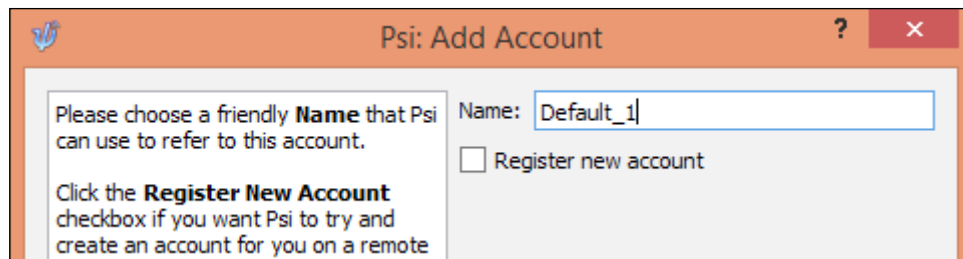 Psi: Add Account
?
Please choose a friendly Name that Psi
can use to refer to this account.
Click the Register New Account
checkbox if you want Psi to try and
create an account for you on a remote
Name: Default_1
Register new account